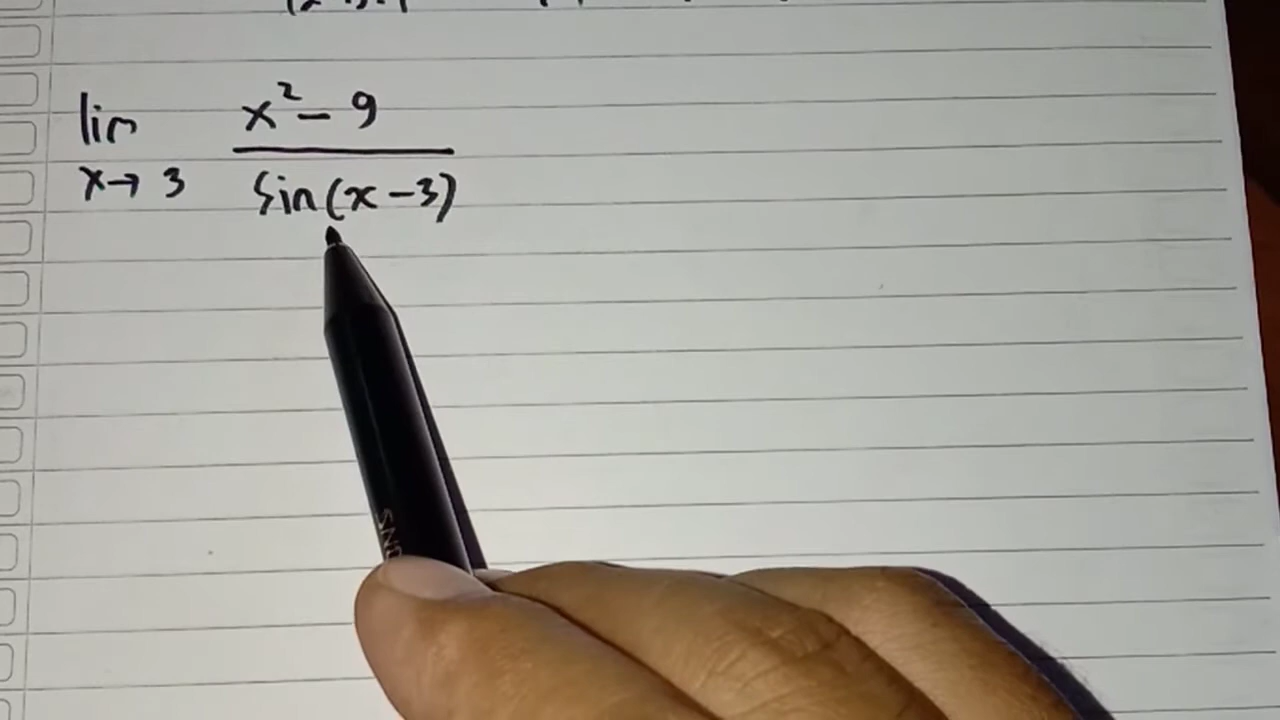 lim x² - 9
x→ 3 sin(x-3)